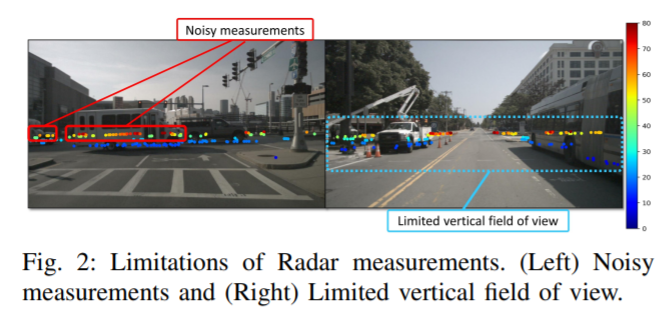 Noisy measurements
80
70
60
50
40
30
20
10
0
Limited vertical field of view
Fig. 2: Limitations of Radar measurements. (Left) Noisy
measurements and (Right) Limited vertical field of view.